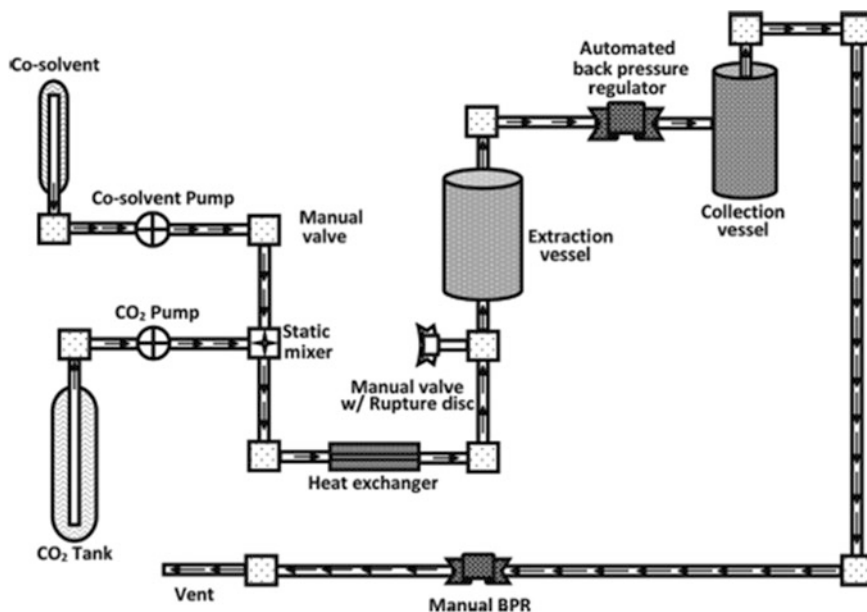 Co-solvent
Automated
back pressure
regulator
Co-solvent Pump
Manual
valve
Extraction
vessel
Collection
vessel
CO₂ Pump
Static
mixer
Manual valve
w/ Rupture disc
Heat exchanger
CO₂ Tank
Vent
Manual BPR